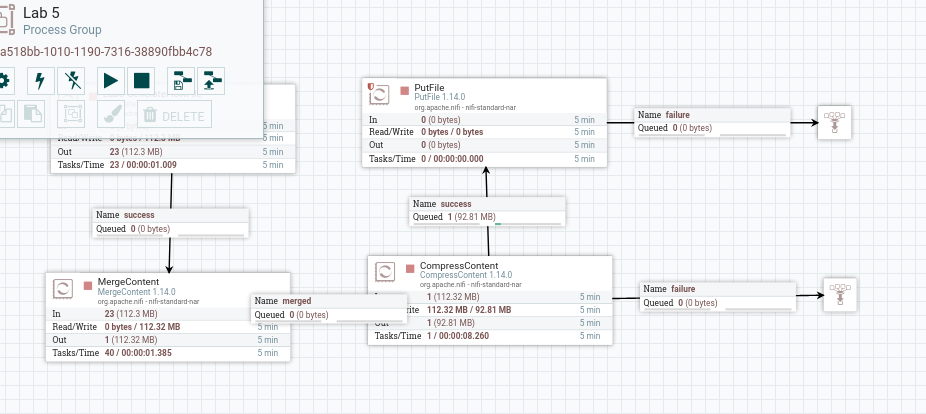 Lab 5
Process Group
a518bb-1010-1190-7316-38890fbb4c78
DELETE
5 min
5 min
Out 23 (112.3 MB) 5 min
Tasks/Time 23 / 00:00:01.009 5 min
Name success
Queued 0 (0 bytes)
MergeContent
MergeContent 1.14.0
org.apache.nifi - nifi-standard-nar
In 23 (112.3 MB) 5 min
Read/Write 0 bytes / 112.32 MB 5 min
Out 1 (112.32 MB) 5 min
Tasks/Time 40 / 00:00:01.385 5 min
Name merged
Queued 0 (0 bytes)
PutFile
PutFile 1.14.0
org.apache.nifi - nifi-standard-nar
In 0 (0 bytes) 5 min
Read/Write 0 bytes / 0 bytes 5 min
Out 0 (0 bytes) 5 min
Tasks/Time 0 / 00:00:00.000 5 min
Name failure
Queued 0 (0 bytes)
Name success
Queued 1 (92.81 MB)
CompressContent
CompressContent 1.14.0
org.apache.nifi - nifi-standard-nar
1 (112.32 MB) 5 min
rite 112.32 MB / 92.81 MB 5 min
Out 1 (92.81 MB) 5 min
Tasks/Time 1 / 00:00:08.260 5 min
Name failure
Queued 0 (0 bytes)